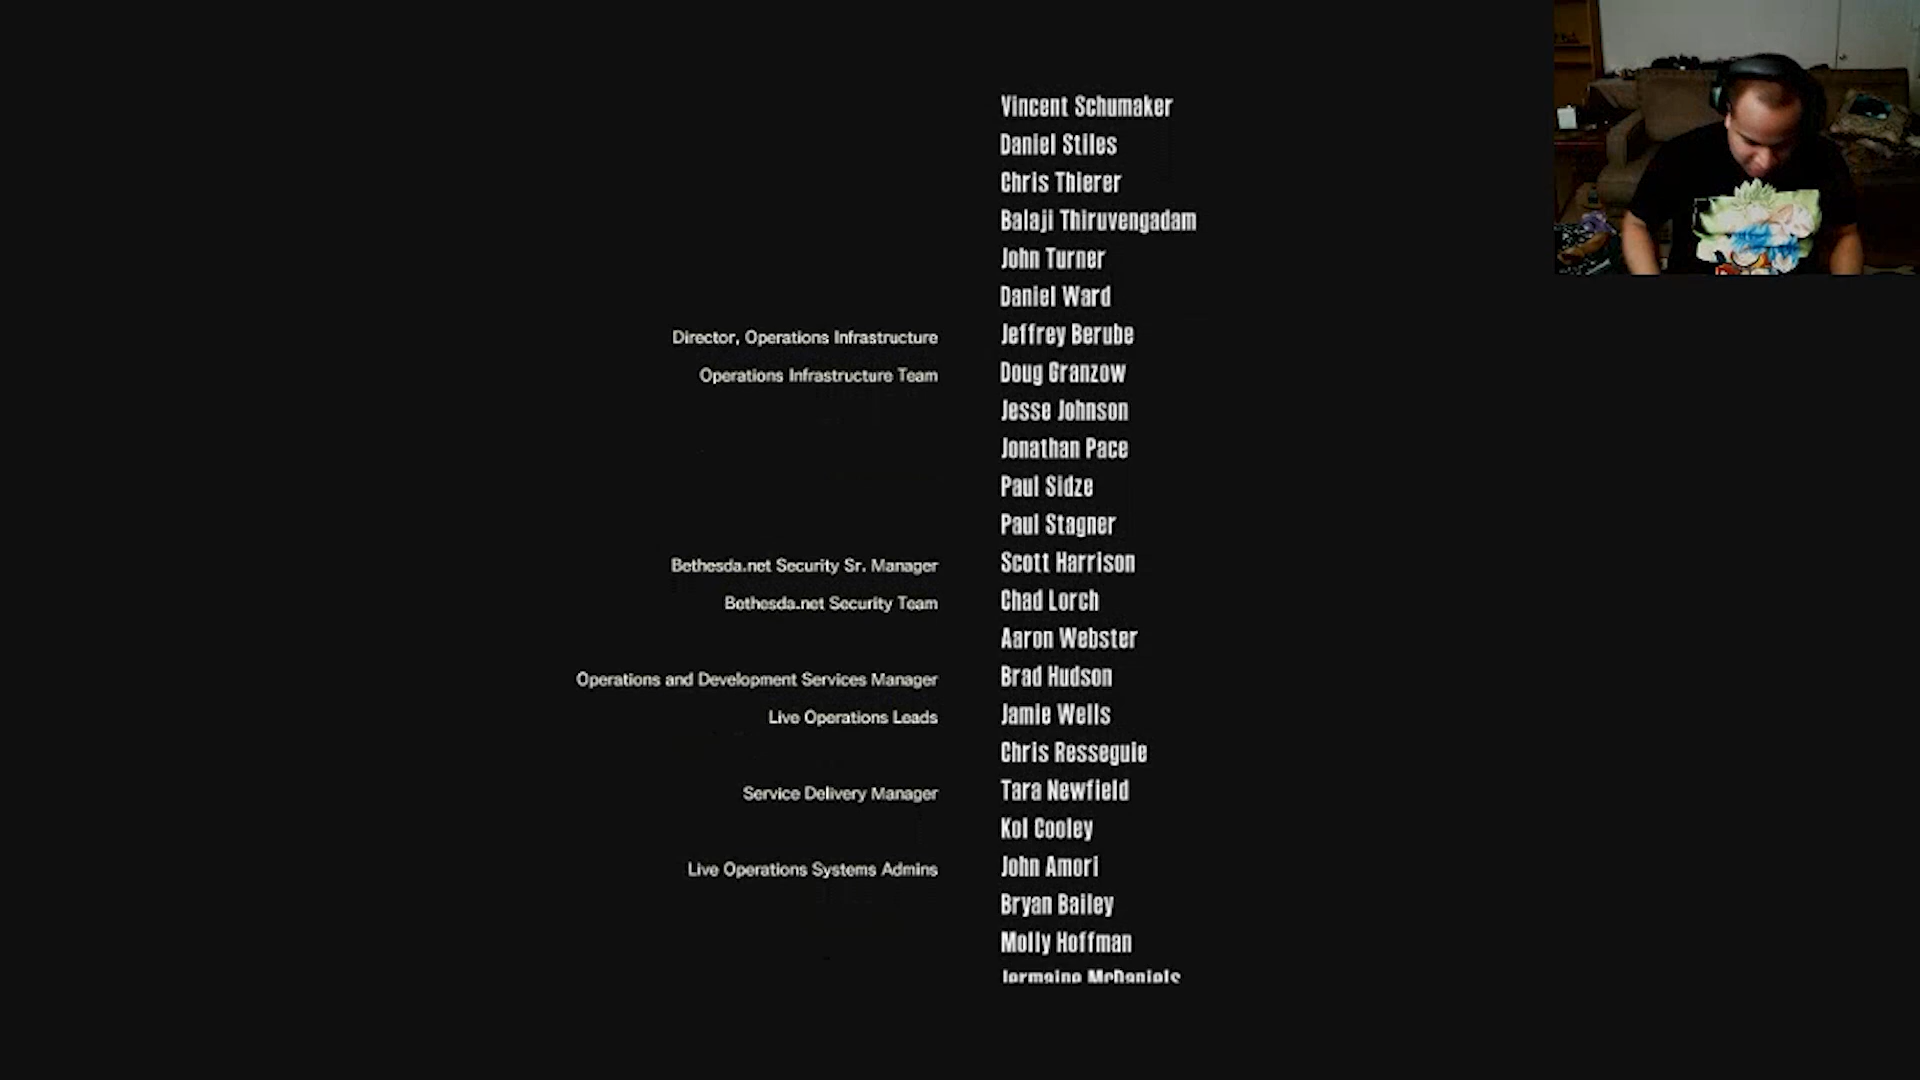 Vincent Schumaker
Daniel Stiles
Chris Thierer
Balaji Thiruvengadam
John Turner
Daniel Ward
Director, Operations Infrastructure Jeffrey Berube
Operations Infrastructure Team Doug Granzow
Jesse Johnson
Jonathan Pace
Paul Sidze
Paul Stagner
Bethesda.net Security Sr. Manager Scott Harrison
Bethesda.net Security Team Chad Lorch
Aaron Webster
Operations and Development Services Manager Brad Hudson
Live Operations Leads Jamie Wells
Chris Resseguie
Service Delivery Manager Tara Newfield
Kol Cooley
Live Operations Systems Admins John Amori
Bryan Bailey
Molly Hoffman
Jermaine McDaniels